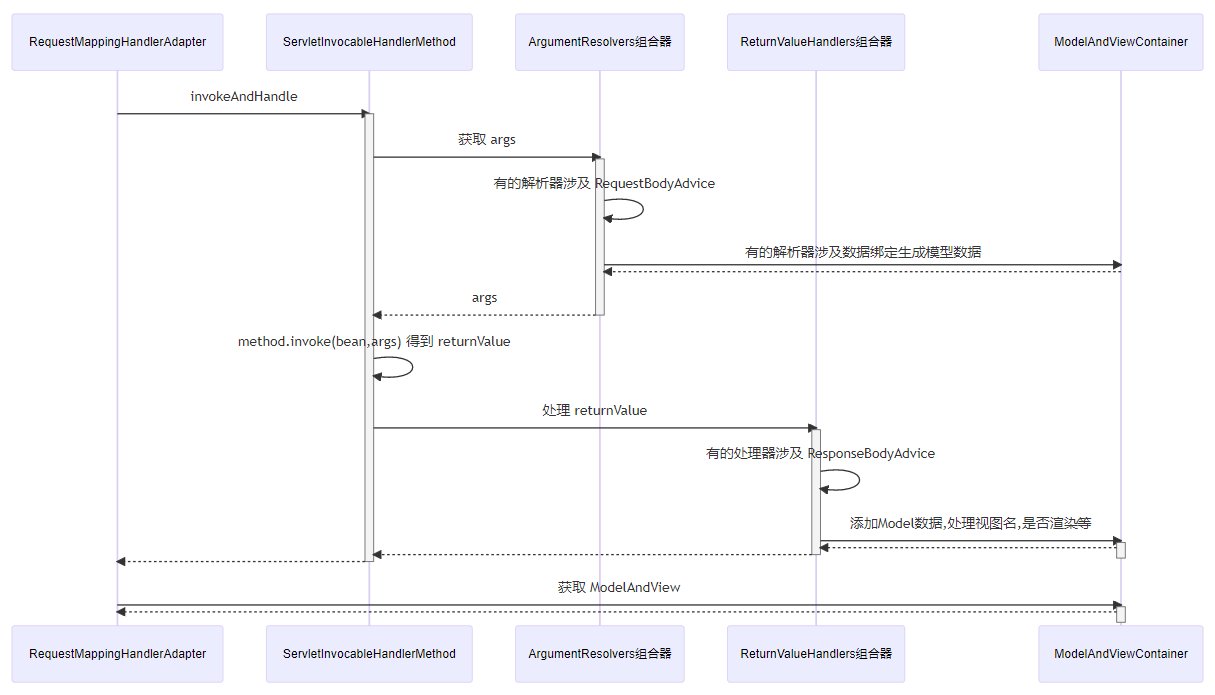 RequestMappingHandlerAdapter
ServletInvocableHandlerMethod
ArgumentResolvers组合器
ReturnValueHandlers组合器
ModelAndViewContainer
invokeAndHandle
获取 args
有的解析器涉及 RequestBodyAdvice
有的解析器涉及数据绑定生成模型数据
args
method.invoke(bean,args) 得到 returnValue
处理 returnValue
有的处理器涉及 ResponseBodyAdvice
添加Model数据,处理视图名,是否渲染等
获取 ModelAndView
RequestMappingHandlerAdapter
ServletInvocableHandlerMethod
ArgumentResolvers组合器
ReturnValueHandlers组合器
ModelAndViewContainer